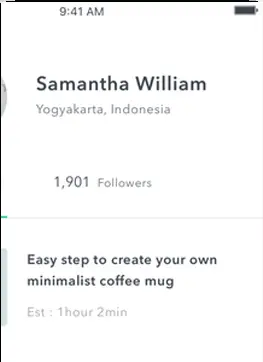 9:41 AM
Samantha William
Yogyakarta, Indonesia
1,901 Followers
Easy step to create your own
minimalist coffee mug
Est : 1hour 2min